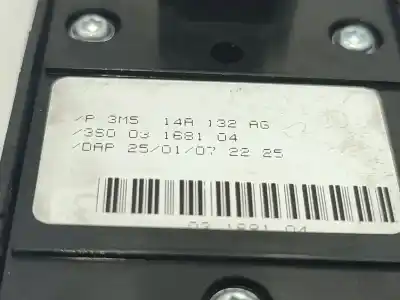 /P 3M5 14A 132 AG
/3S0 03 1681 04
/DAP 25/01/07 22 25
03 1681 04